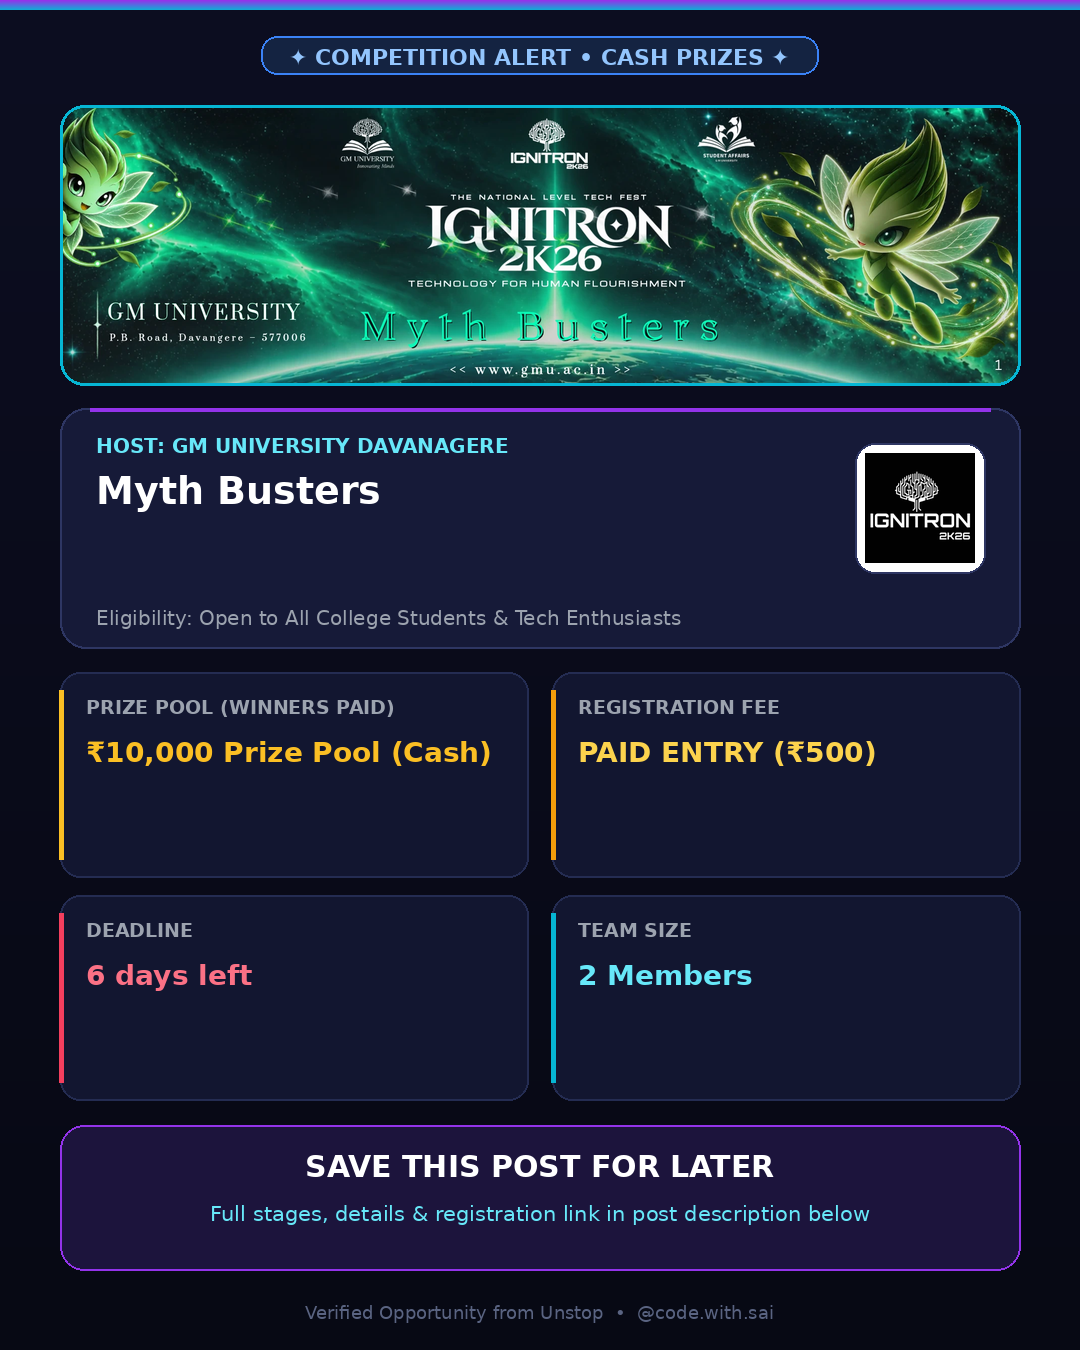 ✦ COMPETITION ALERT • CASH PRIZES ✦
GM UNIVERSITY
Innovating Minds
IGNITRON
2K26
STUDENT AFFAIRS
THE NATIONAL LEVEL TECH FEST
IGNITRON
2K26
TECHNOLOGY FOR HUMAN FLOURISHMENT
GM UNIVERSITY
P.B. Road, Davangere – 577006
Myth Busters
<< www.gmu.ac.in >>
1
HOST: GM UNIVERSITY DAVANAGERE
Myth Busters
IGNITRON
2K26
Eligibility: Open to All College Students & Tech Enthusiasts
PRIZE POOL (WINNERS PAID)
₹10,000 Prize Pool (Cash)
REGISTRATION FEE
PAID ENTRY (₹500)
DEADLINE
6 days left
TEAM SIZE
2 Members
SAVE THIS POST FOR LATER
Full stages, details & registration link in post description below
Verified Opportunity from Unstop • @code.with.sai